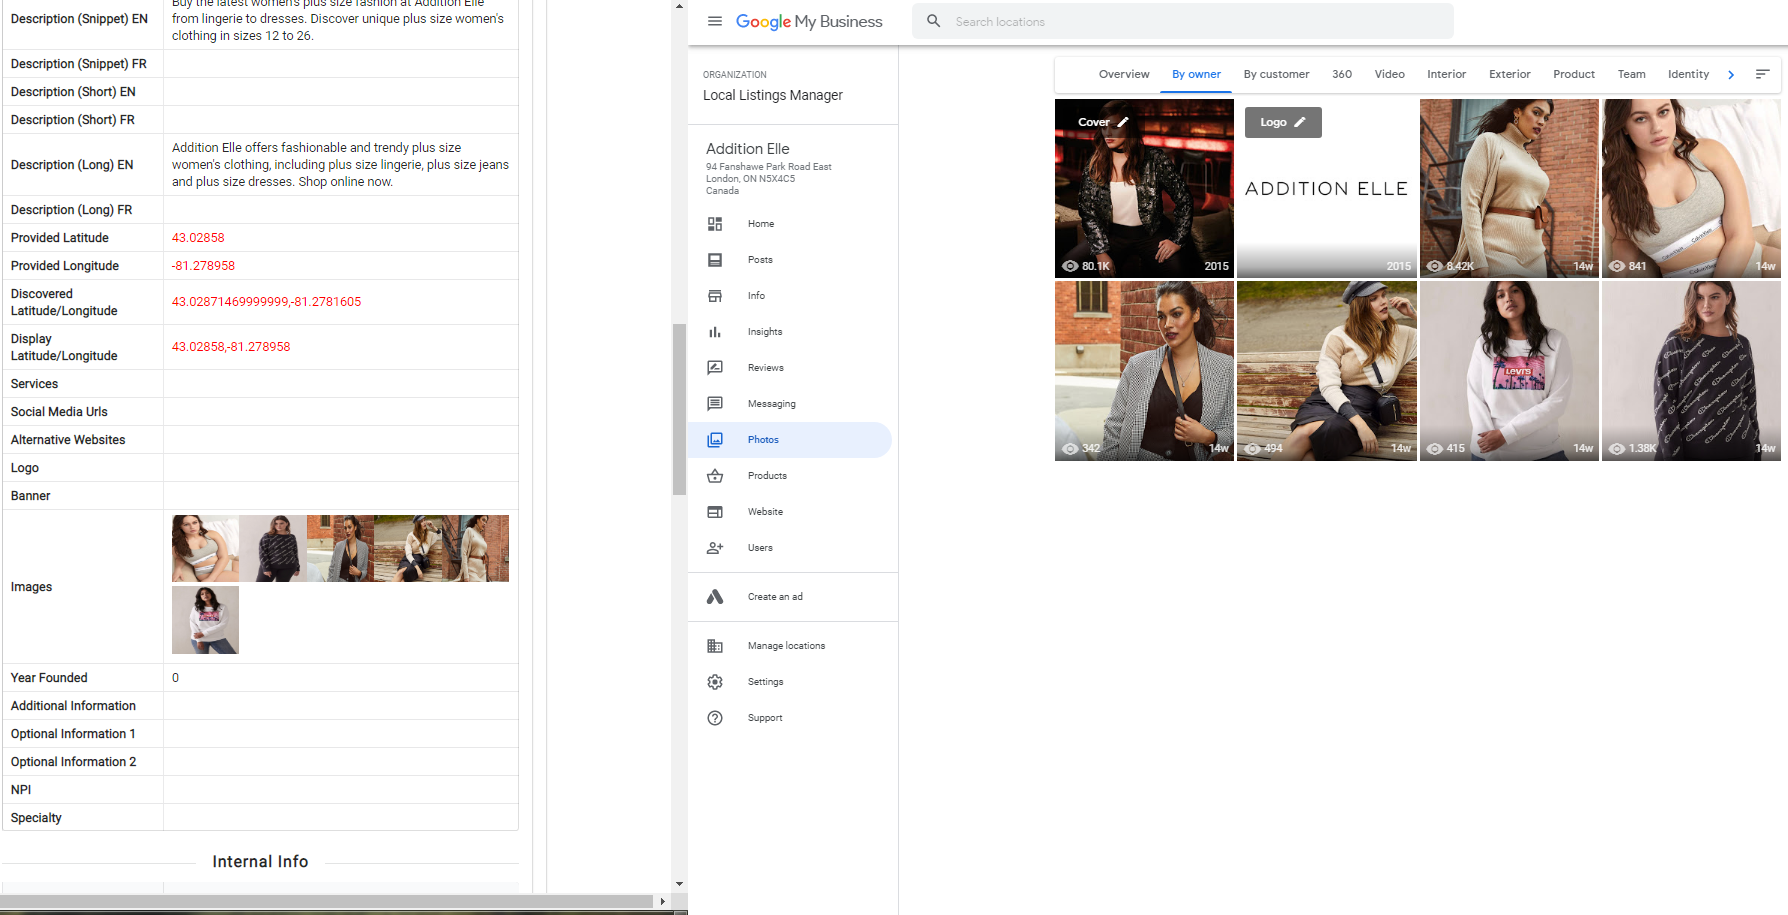 Description (Snippet) EN
Buy the latest women's plus size fashion at Addition Elle
from lingerie to dresses. Discover unique plus size women's
clothing in sizes 12 to 26.
Description (Snippet) FR
Description (Short) EN
Description (Short) FR
Description (Long) EN
Addition Elle offers fashionable and trendy plus size
women's clothing, including plus size lingerie, plus size jeans
and plus size dresses. Shop online now.
Description (Long) FR
Provided Latitude
43.02858
Provided Longitude
-81.278958
Discovered
Latitude/Longitude
43.02871469999999,-81.2781605
Display
Latitude/Longitude
43.02858,-81.278958
Services
Social Media Urls
Alternative Websites
Logo
Banner
Images
Year Founded
0
Additional Information
Optional Information 1
Optional Information 2
NPI
Specialty
Internal Info
Google My Business
Search locations
ORGANIZATION
Local Listings Manager
Addition Elle
94 Fanshawe Park Road East
London, ON N5X4C5
Canada
Home
Posts
Info
Insights
Reviews
Messaging
Photos
Products
Website
Users
Create an ad
Manage locations
Settings
Support
Overview
By owner
By customer
360
Video
Interior
Exterior
Product
Team
Identity
Cover
80.1K
2015
Logo
ADDITION ELLE
2015
8.42K
14w
841
14w
342
14w
494
14w
LEVI'S
415
14w
1.38K
14w